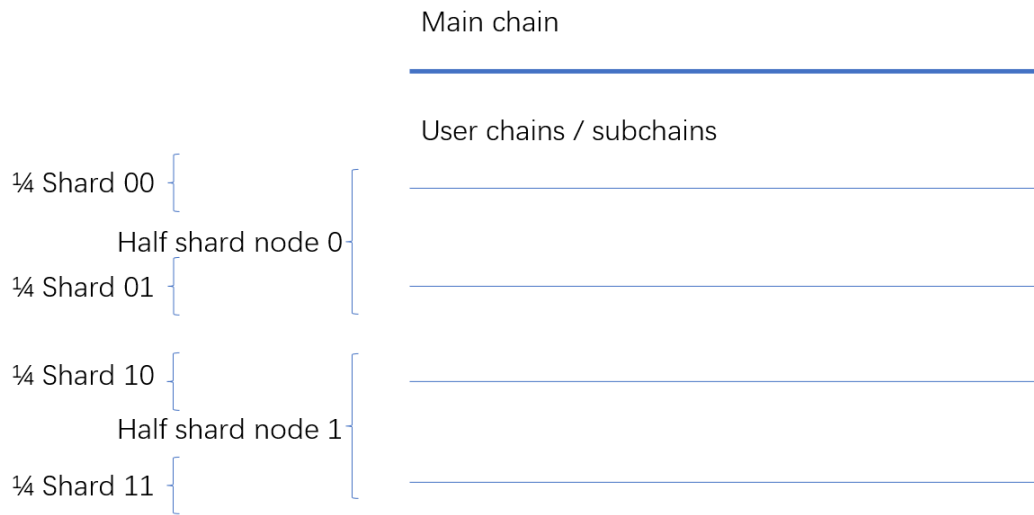 Main chain
User chains / subchains
¼ Shard 00
Half shard node 0
¼ Shard 01
¼ Shard 10
Half shard node 1
¼ Shard 11